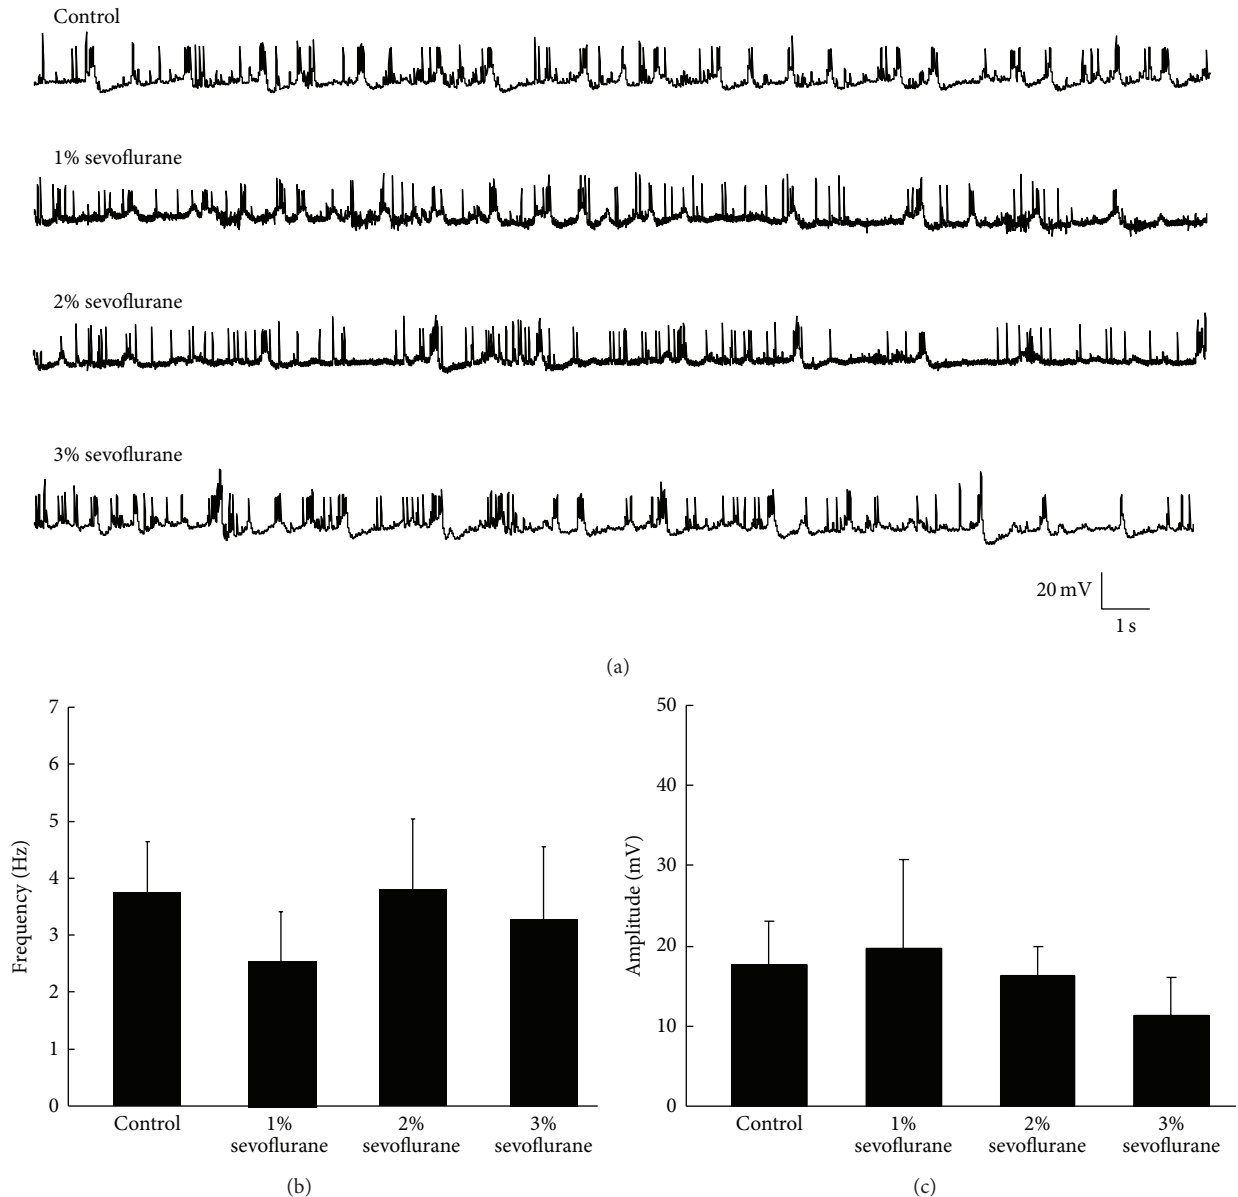 Control
1% sevoflurane
2% sevoflurane
3% sevoflurane
20 mV
1 s
(a)
7
6
5
4
3
2
1
0
Frequency (Hz)
Control
1%
sevoflurane
2%
sevoflurane
3%
sevoflurane
(b)
50
40
30
20
10
0
Amplitude (mV)
Control
1%
sevoflurane
2%
sevoflurane
3%
sevoflurane
(c)